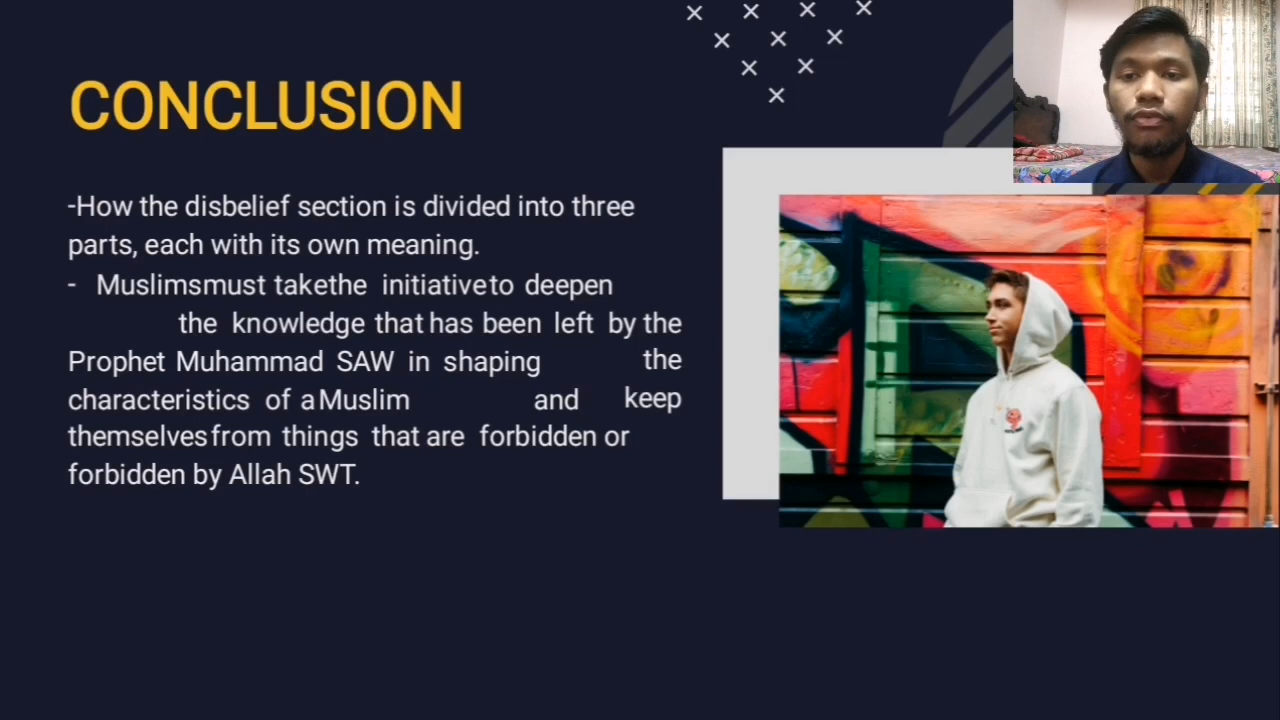 CONCLUSION
-How the disbelief section is divided into three
parts, each with its own meaning.
- Muslimsmust takethe initiativeto deepen
the knowledge that has been left by the
Prophet Muhammad SAW in shaping the
characteristics of a Muslim and keep
themselves from things that are forbidden or
forbidden by Allah SWT.